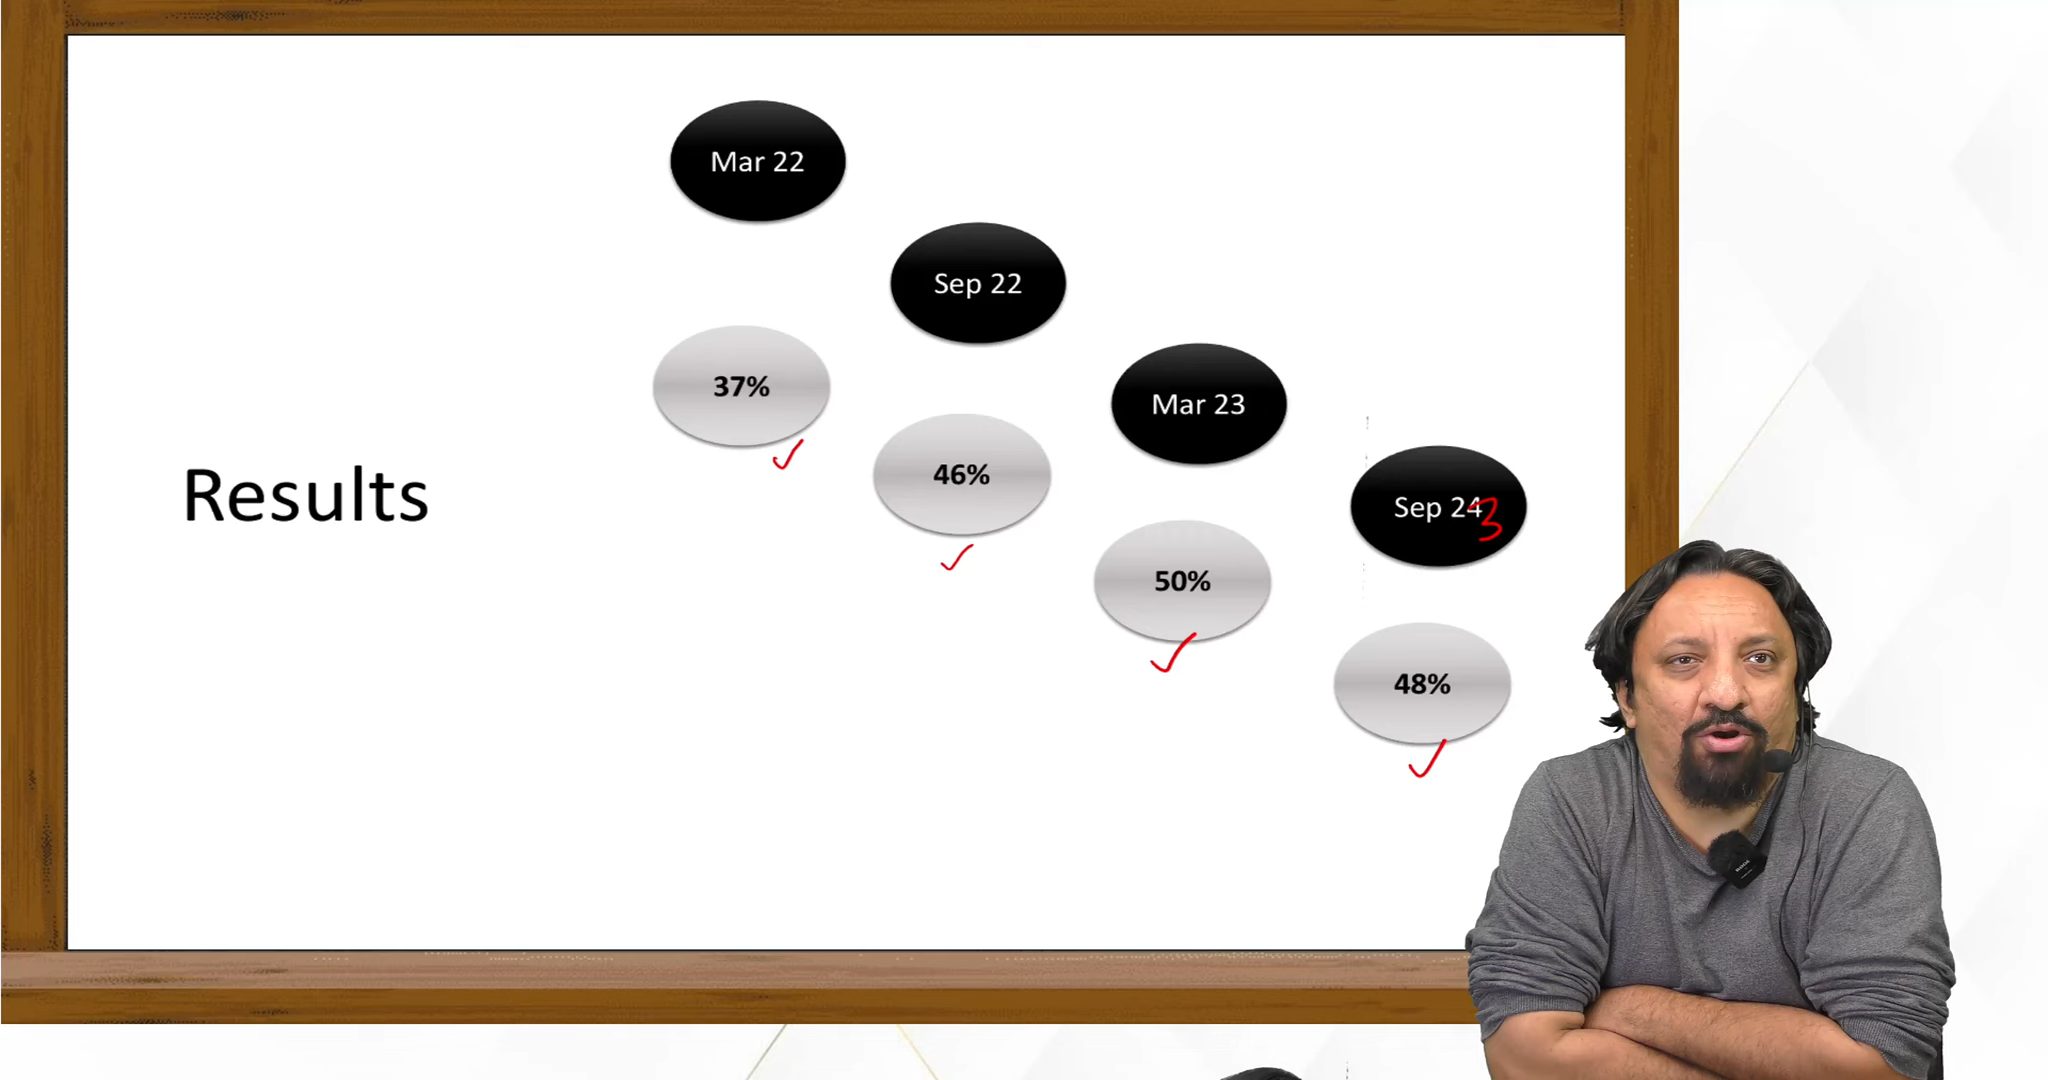 Mar 22
Sep 22
37%
Mar 23
46%
Results
Sep 24 3
50%
48%